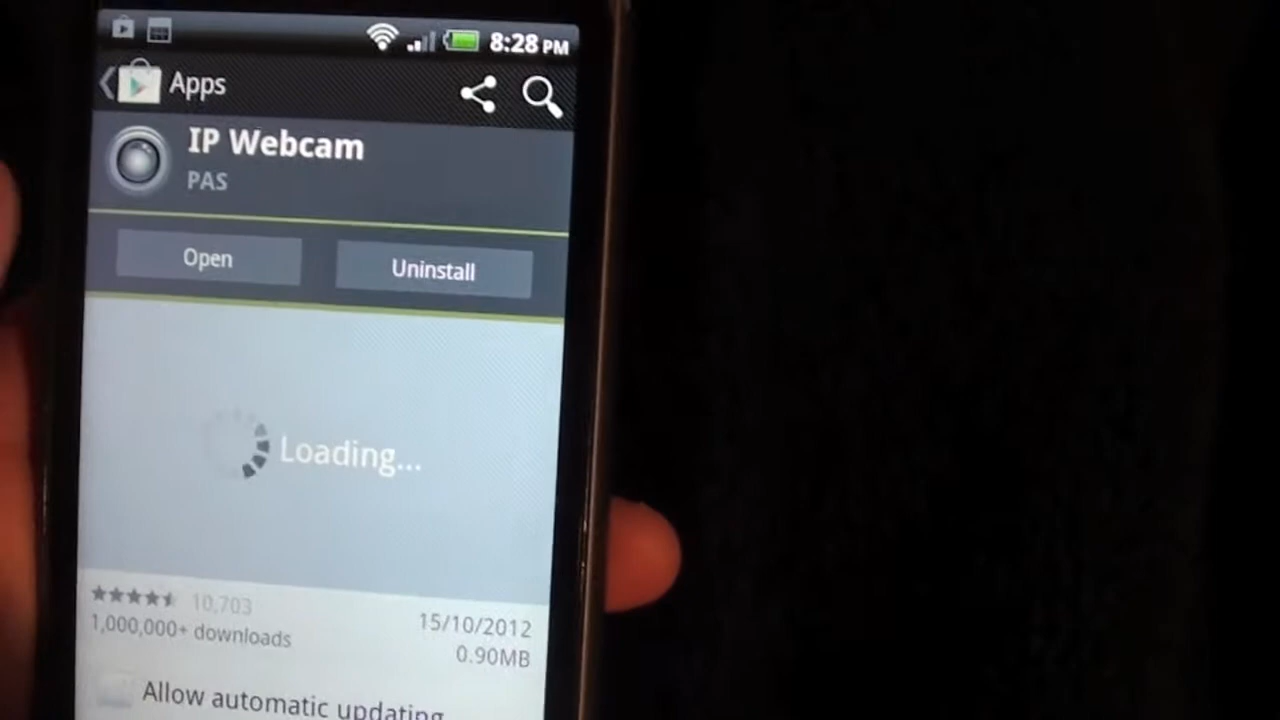 8:28 PM
Apps
IP Webcam
PAS
Open
Uninstall
Loading...
10,703
1,000,000+ downloads
15/10/2012
0.90MB
Allow automatic updating